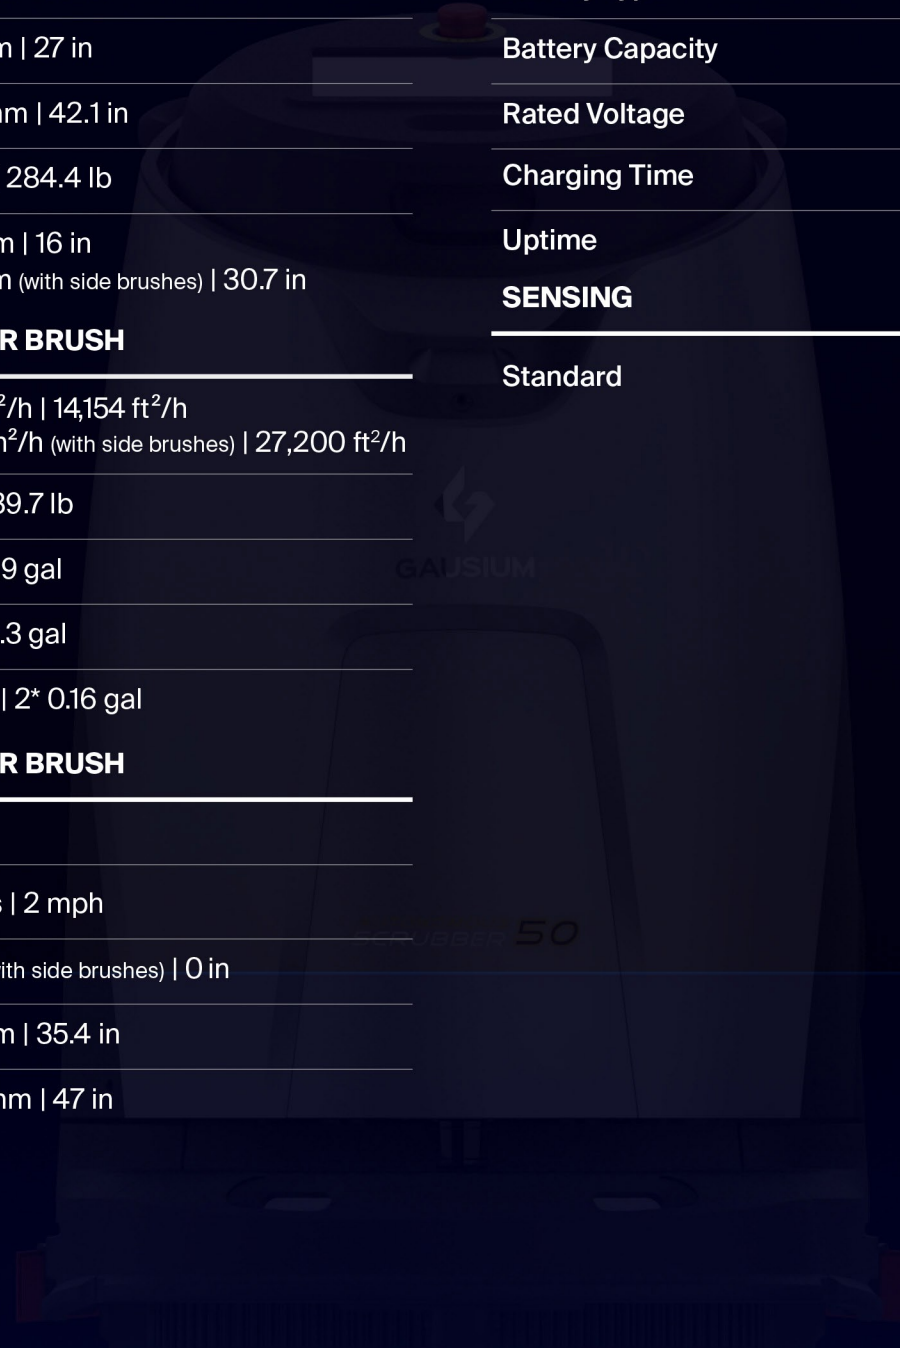 m | 27 in
nm | 42.1 in
284.4 lb
m | 16 in
m (with side brushes) | 30.7 in
R BRUSH
²/h | 14,154 ft²/h
n²/h (with side brushes) | 27,200 ft²/h
39.7 lb
9 gal
.3 gal
| 2* 0.16 gal
R BRUSH
s | 2 mph
ith side brushes) | 0 in
m | 35.4 in
nm | 47 in
Battery Capacity
Rated Voltage
Charging Time
Uptime
SENSING
Standard
GAUSIUM
SCRUBBER 50